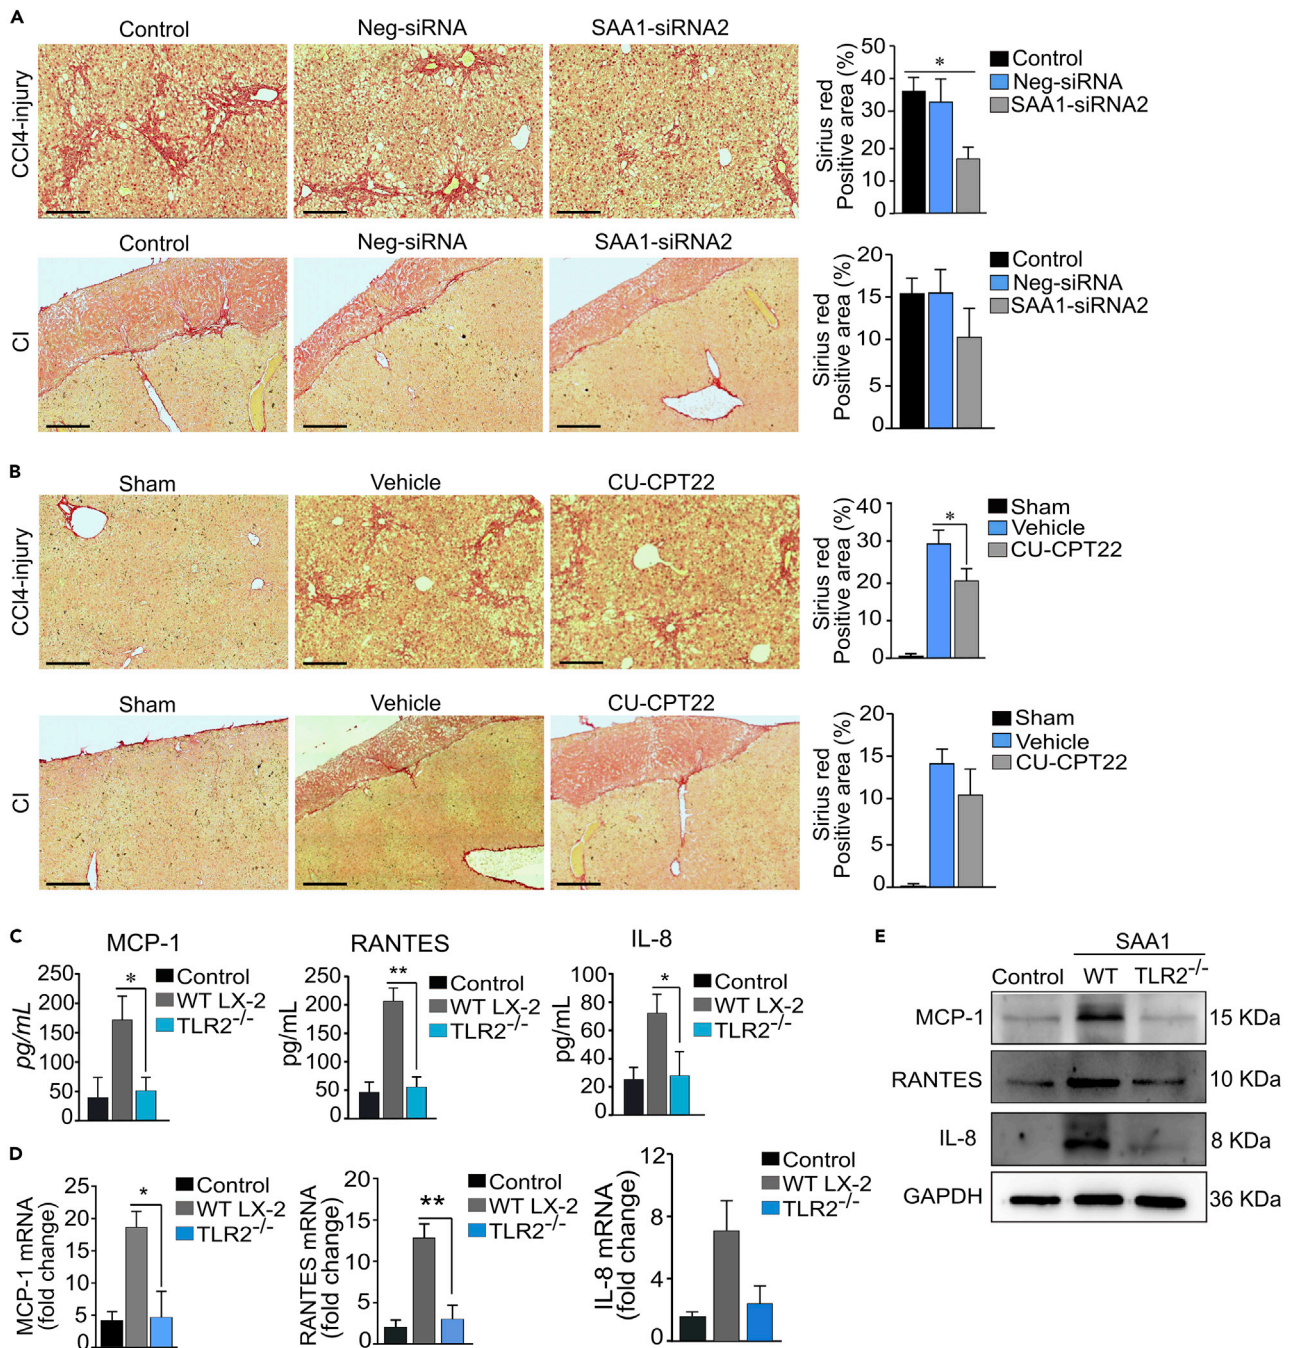 A
Control
Neg-siRNA
SAA1-siRNA2
CCl4-injury
Sirius red
Positive area (%)
50
40
30
20
10
0
*
Control
Neg-siRNA
SAA1-siRNA2
Control
Neg-siRNA
SAA1-siRNA2
CI
Sirius red
Positive area (%)
20
15
10
5
0
Control
Neg-siRNA
SAA1-siRNA2
B
Sham
Vehicle
CU-CPT22
CCl4-injury
Sirius red
Positive area (%)
40
30
20
10
0
*
Sham
Vehicle
CU-CPT22
Sham
Vehicle
CU-CPT22
CI
Sirius red
Positive area (%)
20
15
10
5
0
Sham
Vehicle
CU-CPT22
C
MCP-1
pg/mL
250
200
150
100
50
0
*
Control
WT LX-2
TLR2-/-
RANTES
pg/mL
250
200
150
100
50
0
**
Control
WT LX-2
TLR2-/-
IL-8
pg/mL
100
80
60
40
20
0
*
Control
WT LX-2
TLR2-/-
D
MCP-1 mRNA
(fold change)
25
20
15
10
5
0
*
Control
WT LX-2
TLR2-/-
RANTES mRNA
(fold change)
20
15
10
5
0
**
Control
WT LX-2
TLR2-/-
IL-8 mRNA
(fold change)
12
8
4
0
Control
WT LX-2
TLR2-/-
E
SAA1
Control WT TLR2-/-
MCP-1 15 KDa
RANTES 10 KDa
IL-8 8 KDa
GAPDH 36 KDa